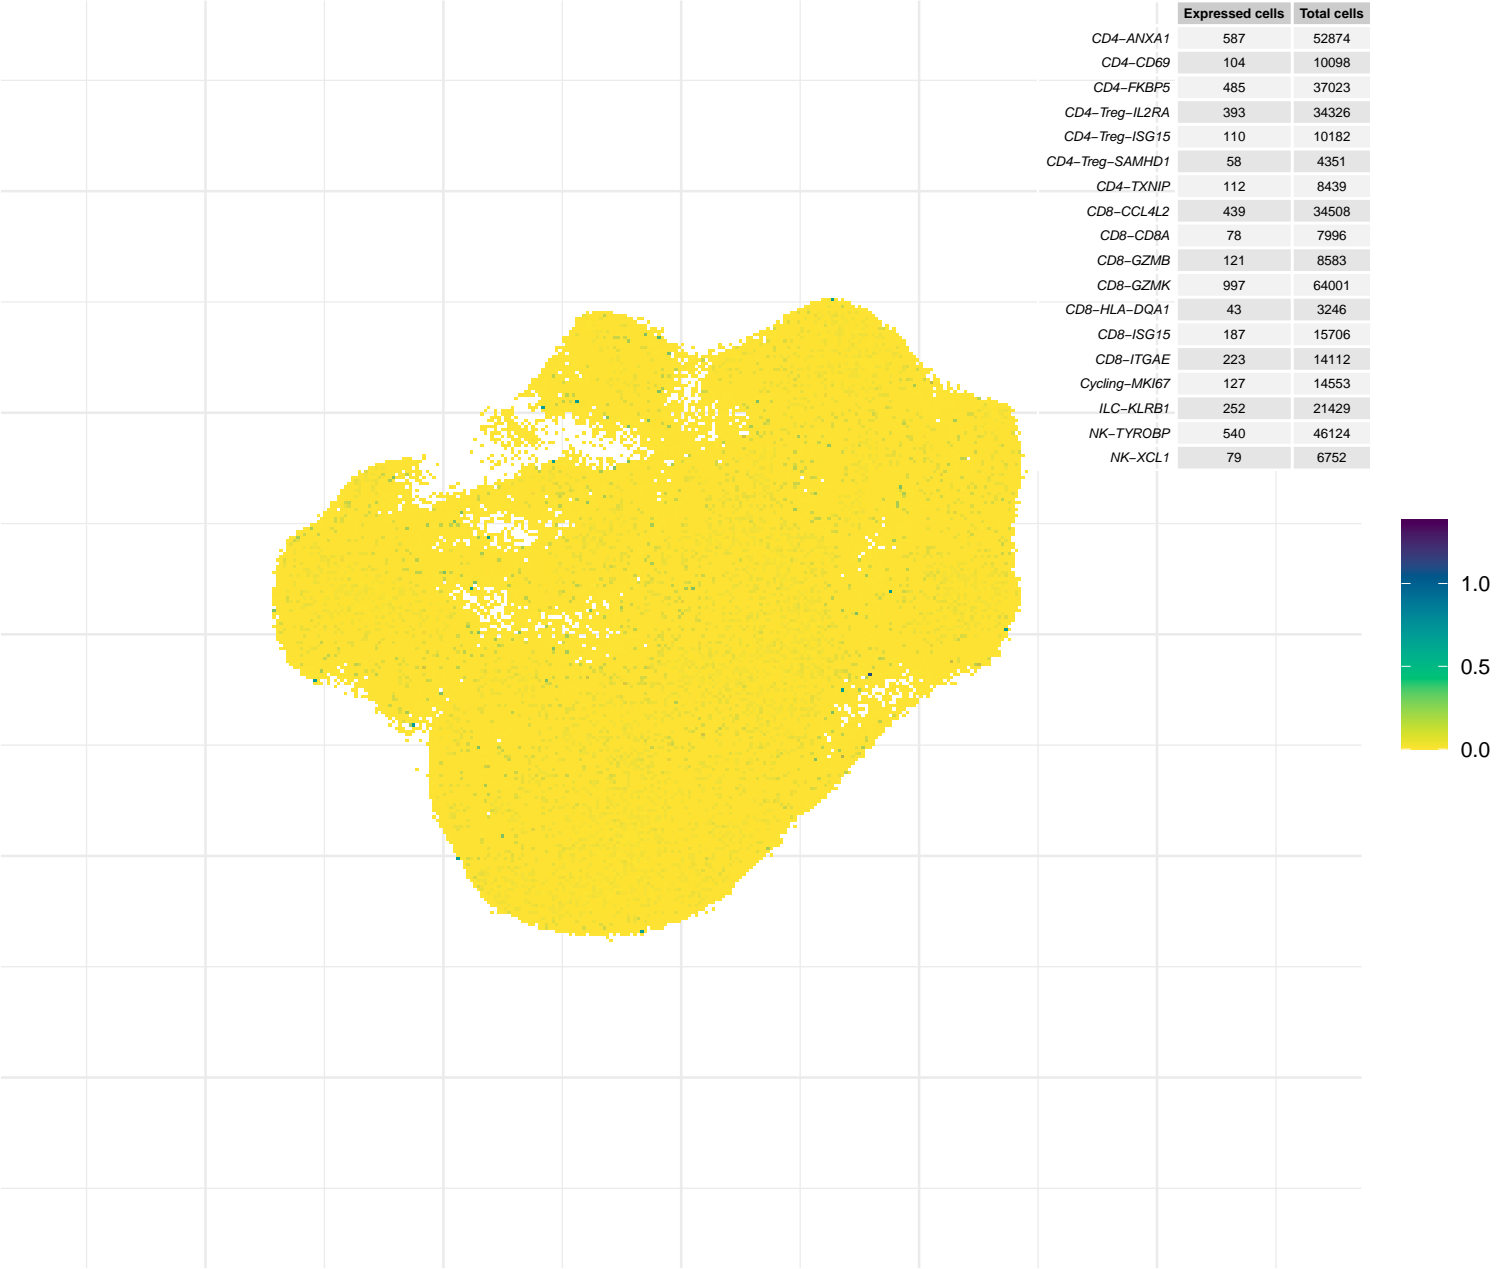 Expressed cells Total cells
CD4−ANXA1 587 52874
CD4−CD69 104 10098
CD4−FKBP5 485 37023
CD4−Treg−IL2RA 393 34326
CD4−Treg−ISG15 110 10182
CD4−Treg−SAMHD1 58 4351
CD4−TXNIP 112 8439
CD8−CCL4L2 439 34508
CD8−CD8A 78 7996
CD8−GZMB 121 8583
CD8−GZMK 997 64001
CD8−HLA−DQA1 43 3246
CD8−ISG15 187 15706
CD8−ITGAE 223 14112
Cycling−MKI67 127 14553
ILC−KLRB1 252 21429
NK−TYROBP 540 46124
NK−XCL1 79 6752
1.0
0.5
0.0